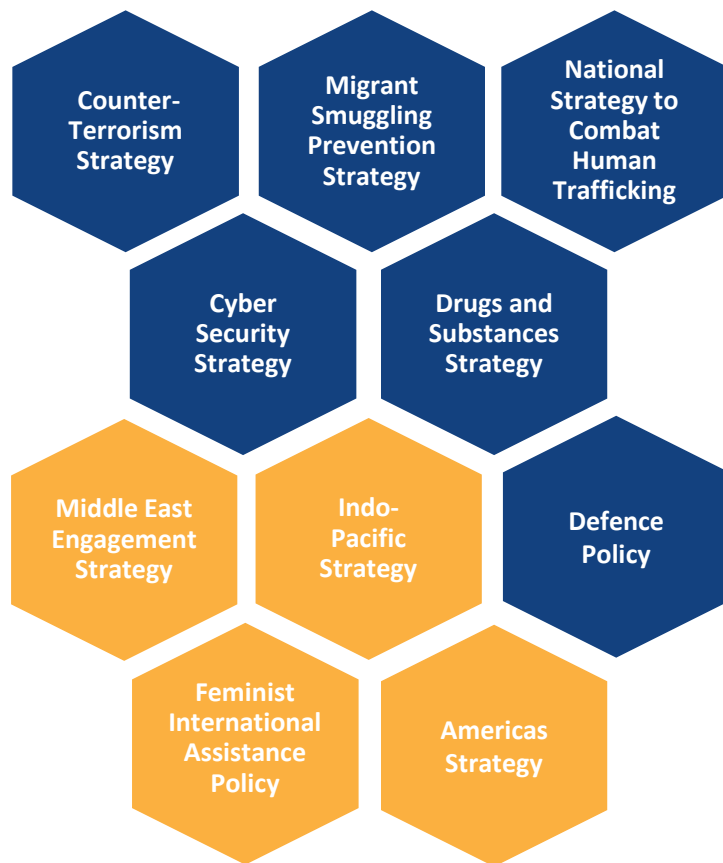 Counter-
Terrorism
Strategy
Migrant
Smuggling
Prevention
Strategy
National
Strategy to
Combat
Human
Trafficking
Cyber
Security
Strategy
Drugs and
Substances
Strategy
Middle East
Engagement
Strategy
Indo-
Pacific
Strategy
Defence
Policy
Feminist
International
Assistance
Policy
Americas
Strategy